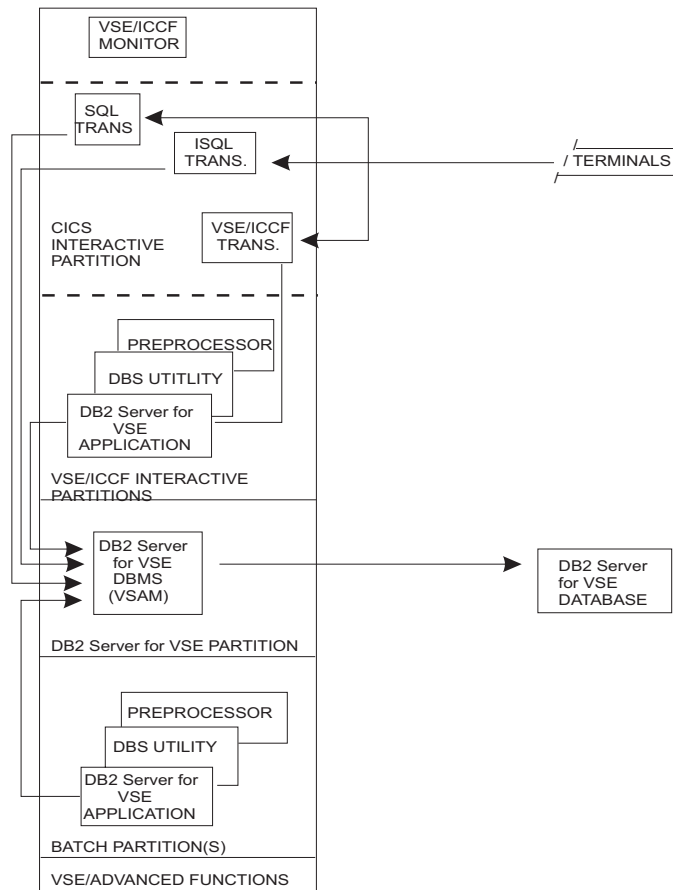 VSE/ICCF
MONITOR
SQL
TRANS
ISQL
TRANS.
/ TERMINALS
CICS
INTERACTIVE
PARTITION
VSE/ICCF
TRANS.
PREPROCESSOR
DBS UTITLITY
DB2 Server for
VSE
APPLICATION
VSE/ICCF INTERACTIVE
PARTITIONS
DB2 Server
for VSE
DBMS
(VSAM)
DB2 Server
for VSE
DATABASE
DB2 Server for VSE PARTITION
PREPROCESSOR
DBS UTILITY
DB2 Server for
VSE
APPLICATION
BATCH PARTITION(S)
VSE/ADVANCED FUNCTIONS